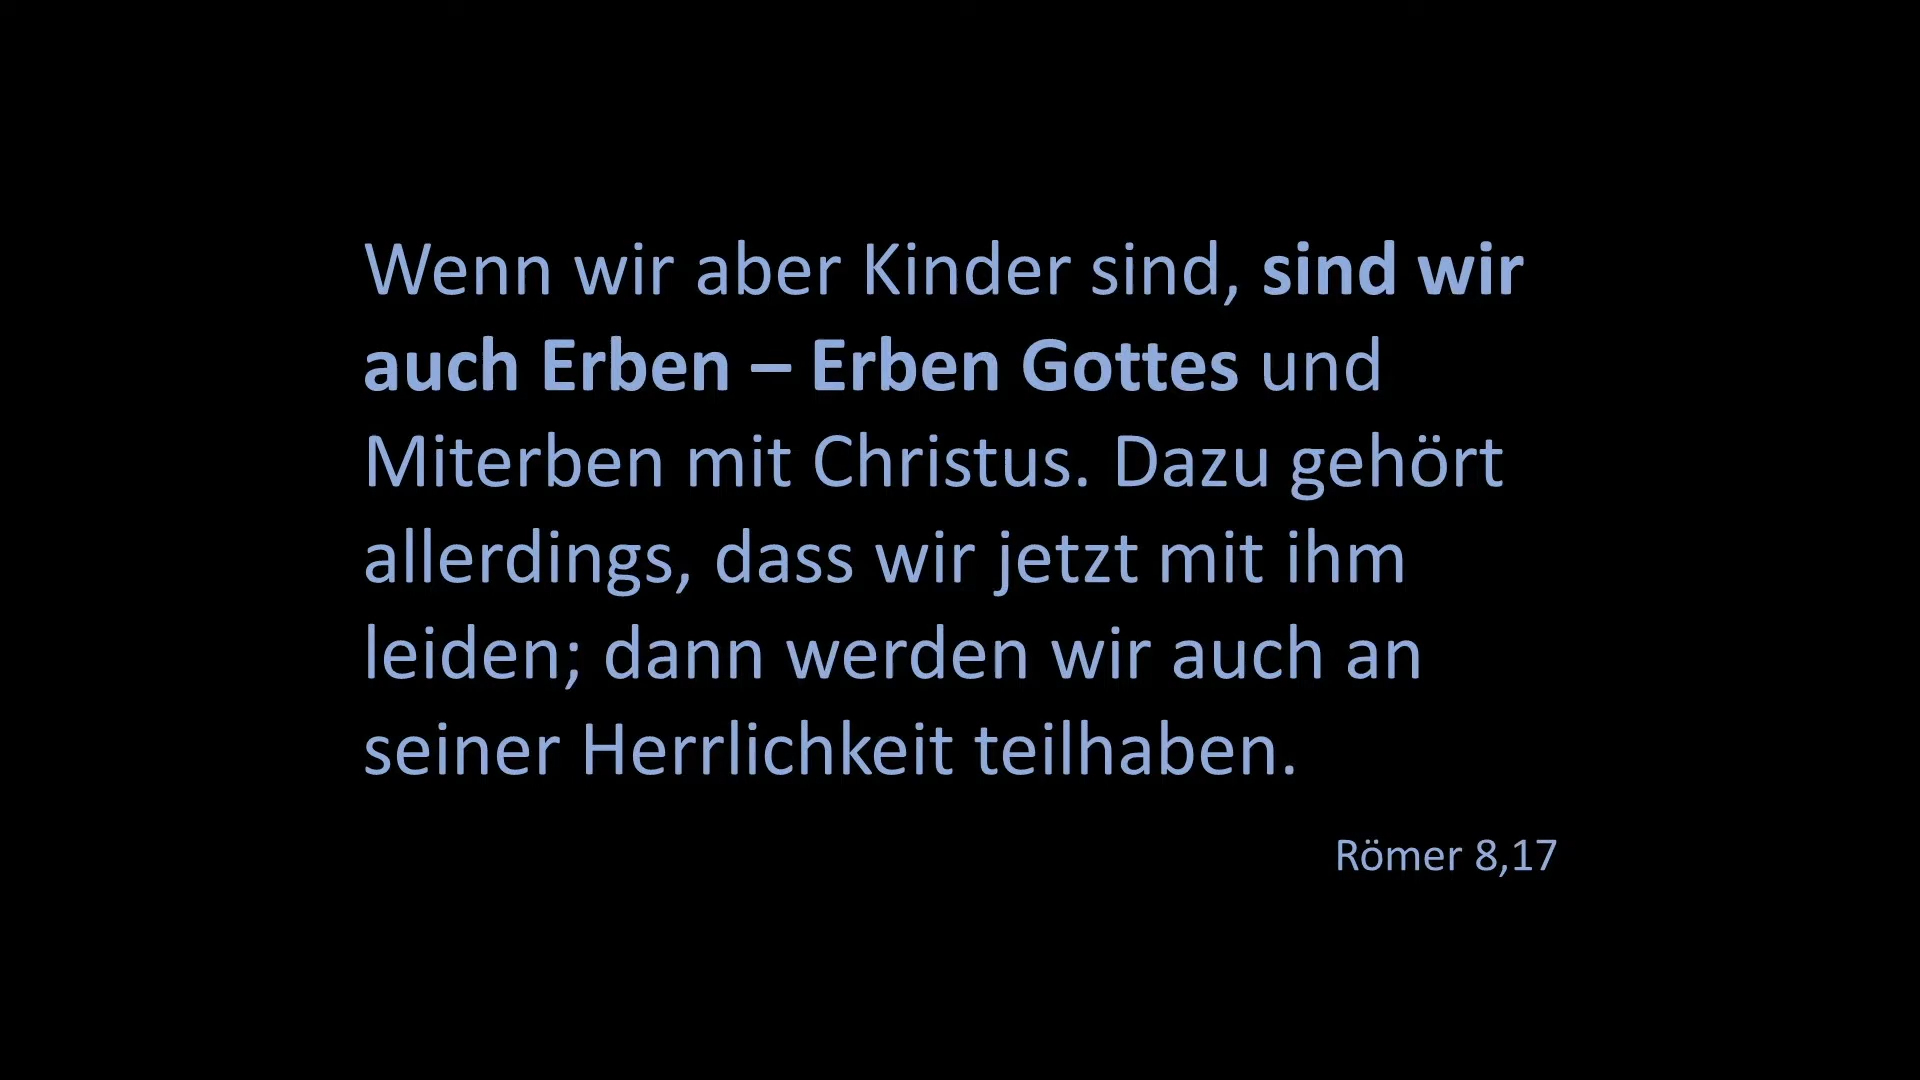 Wenn wir aber Kinder sind, sind wir
auch Erben – Erben Gottes und
Miterben mit Christus. Dazu gehört
allerdings, dass wir jetzt mit ihm
leiden; dann werden wir auch an
seiner Herrlichkeit teilhaben.
Römer 8,17